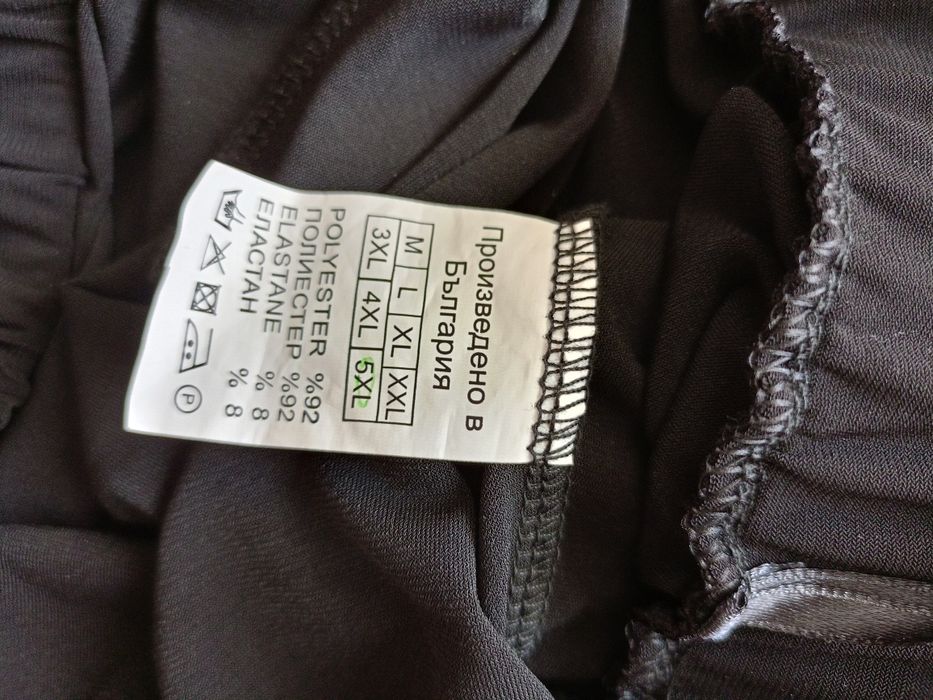 Произведено в
България
M L XL XXL
3XL 4XL 5XL
POLYESTER %92
ПОЛИЕСТЕР %92
ELASTANE % 8
ЕЛАСТАН % 8
P